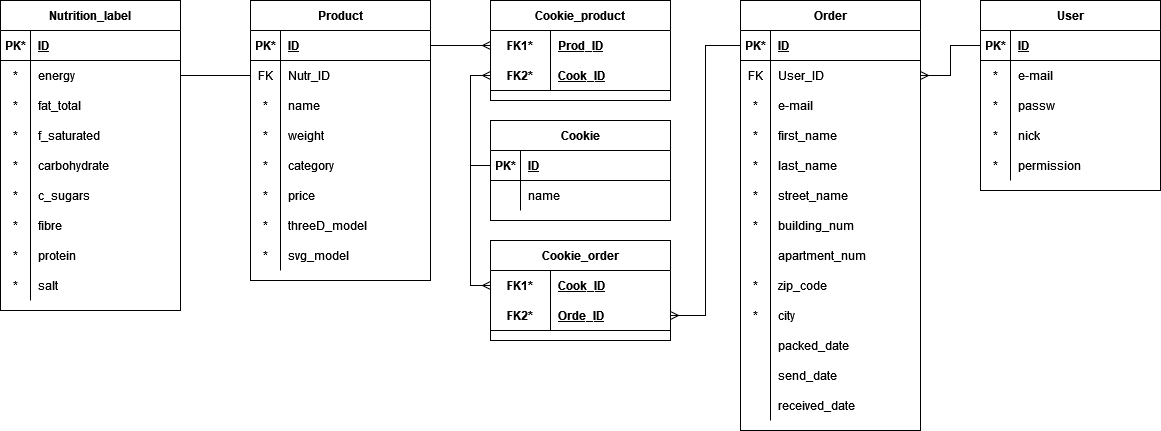 Nutrition_label
PK* ID
* energy
* fat_total
* f_saturated
* carbohydrate
* c_sugars
* fibre
* protein
* salt
Product
PK* ID
FK Nutr_ID
* name
* weight
* category
* price
* threeD_model
* svg_model
Cookie_product
FK1* Prod_ID
FK2* Cook_ID
Cookie
PK* ID
name
Cookie_order
FK1* Cook_ID
FK2* Orde_ID
Order
PK* ID
FK User_ID
* e-mail
* first_name
* last_name
* street_name
* building_num
apartment_num
* zip_code
* city
packed_date
send_date
received_date
User
PK* ID
* e-mail
* passw
* nick
* permission